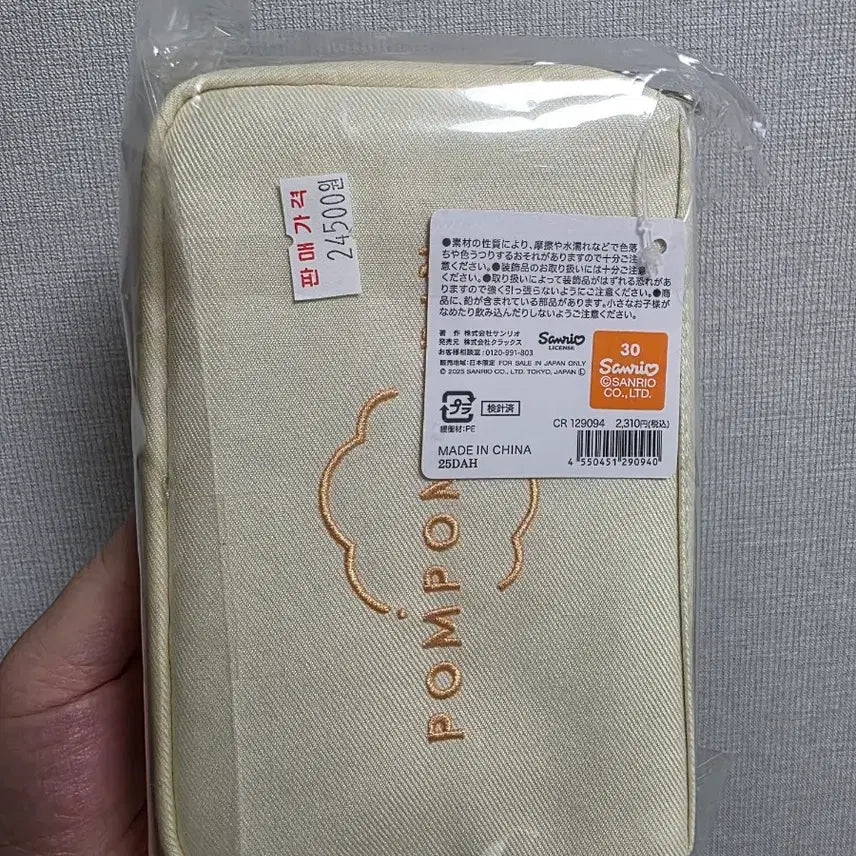 판매가격
24500원
●素材の性質により、摩擦や水濡れなどで色落
ちや色うつりするおそれがありますので十分ご注
意ください。●装飾品のお取り扱いには十分ご注意
ください。●取り扱いによって装飾品がはずれる恐れがあ
りますので強く引っ張らないようにご注意ください。●商
品に、鉛が含まれている部品があります。小さなお子様が
なめたり飲み込んだりしないようご注意ください。
著 作 株式会社サンリオ
発売元 株式会社クラックス
お客様相談室:0120-991-803
Sanrio
LICENSE
販売地域:日本限定 FOR SALE IN JAPAN ONLY
© 2025 SANRIO CO., LTD. TOKYO, JAPAN Ⓛ
30
Sanrio
©SANRIO
CO.,LTD.
プラ
検針済
緩衝材:PE
CR 129094 2,310円(税込)
MADE IN CHINA
25DAH
4 550451 290940
POMPOM